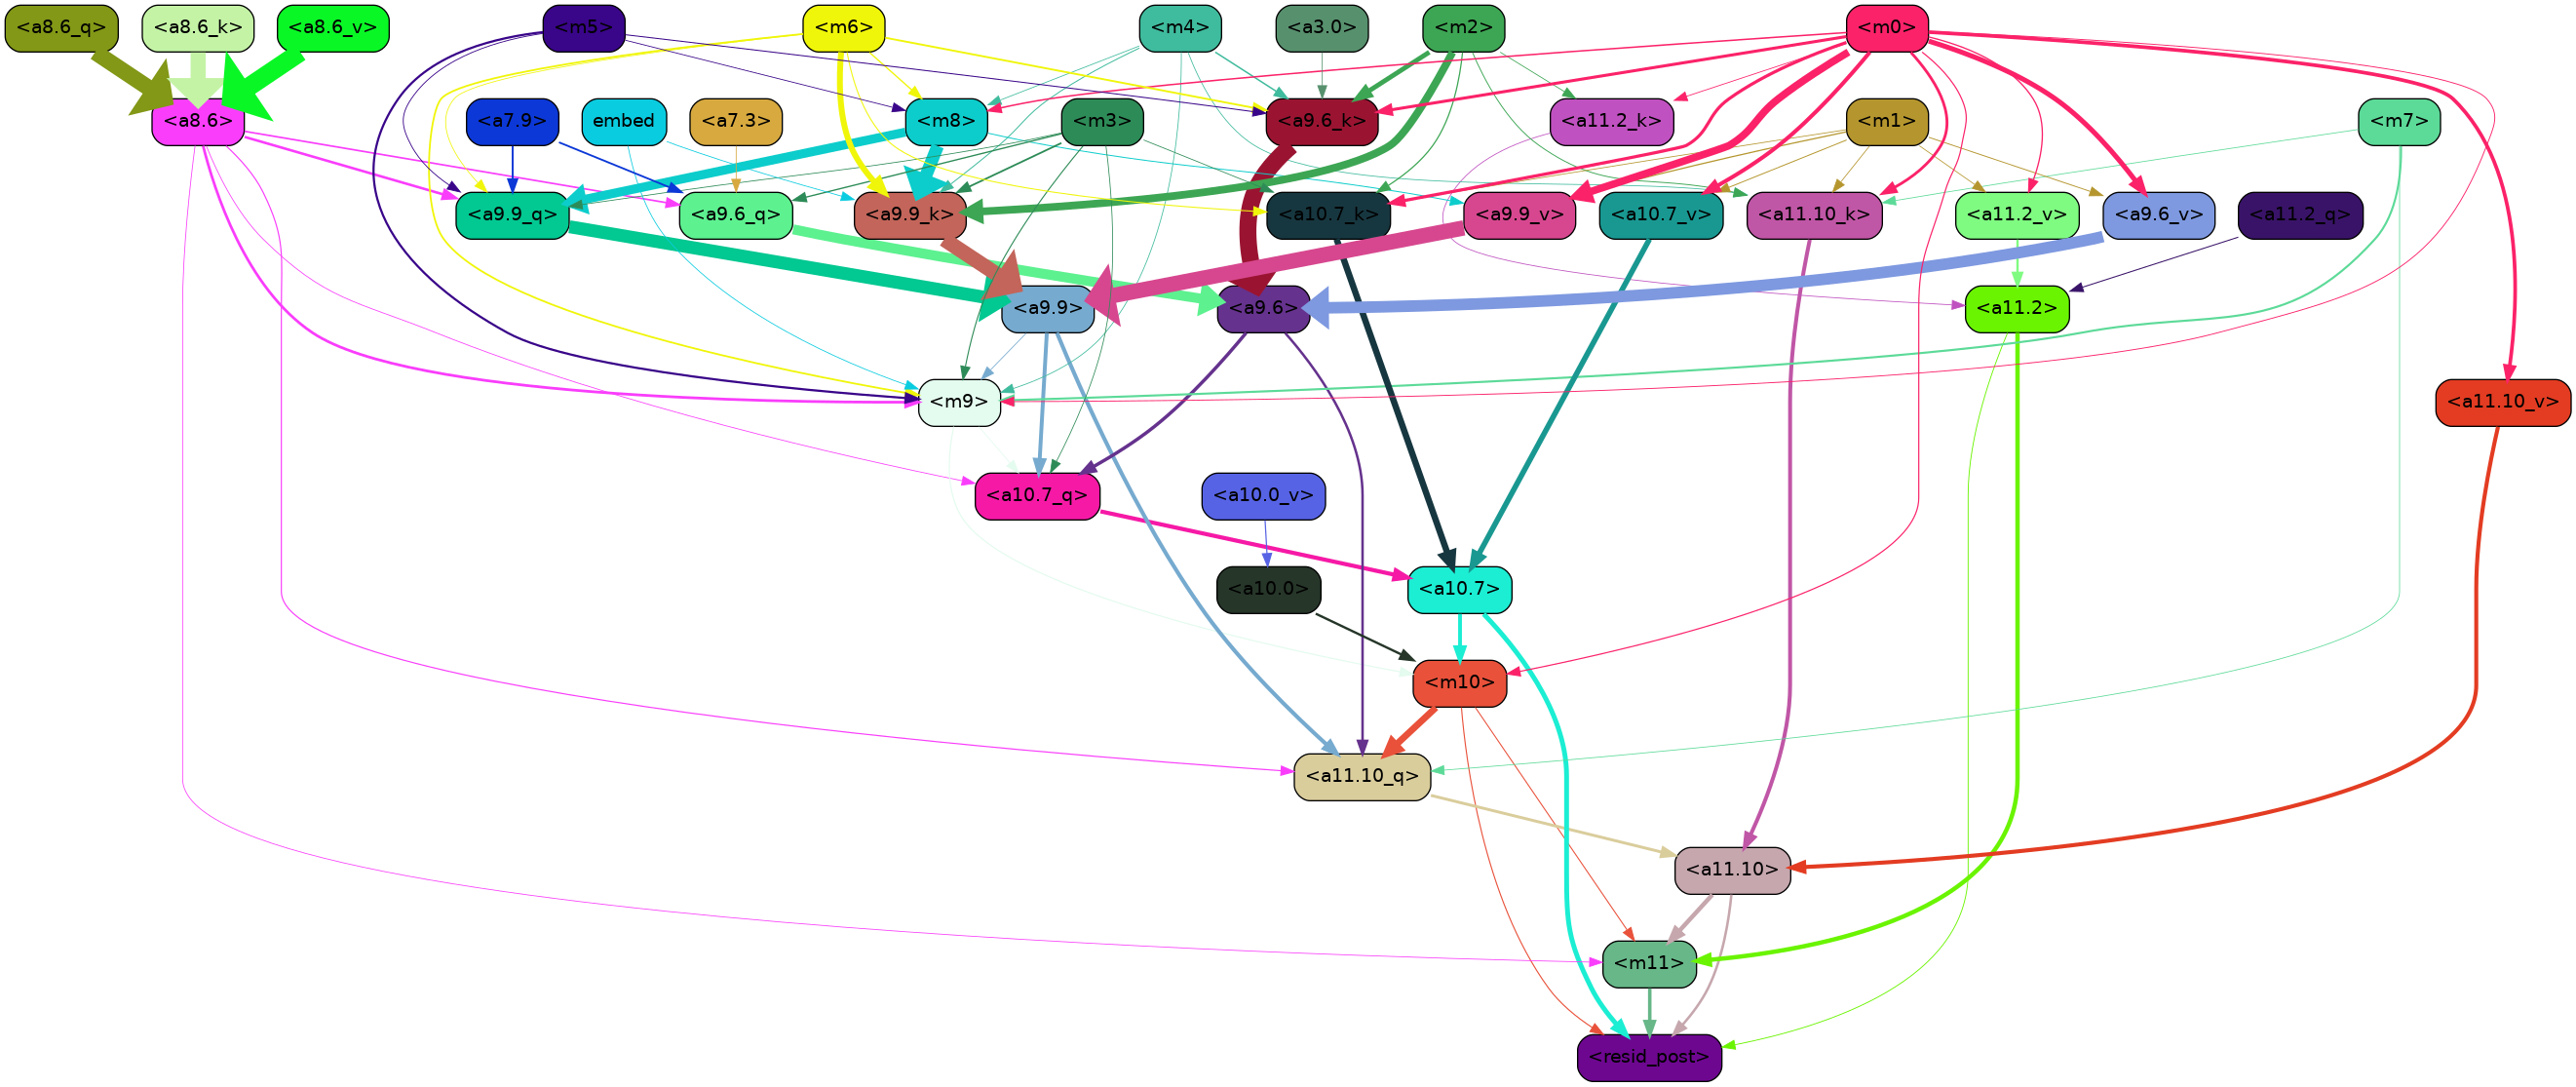 <a8.6_q> <a8.6_k> <a8.6_v> <m5> <m6> <m4> <a3.0> <m2> <m0>
<a8.6> <a7.9> embed <a7.3> <m8> <m3> <a9.6_k> <a11.2_k> <m1> <m7>
<a9.9_q> <a9.6_q> <a9.9_k> <a10.7_k> <a9.9_v> <a10.7_v> <a11.10_k> <a11.2_v> <a9.6_v> <a11.2_q>
<a9.9> <a9.6> <a11.2>
<m9> <a11.10_v>
<a10.7_q> <a10.0_v>
<a10.0> <a10.7>
<m10>
<a11.10_q>
<a11.10>
<m11>
<resid_post>